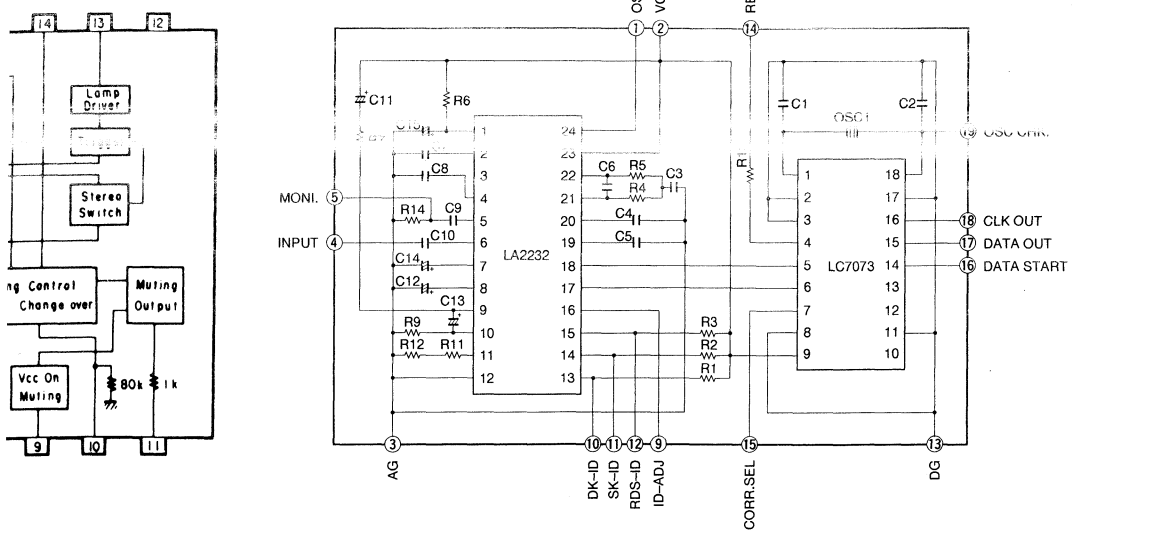 14 13 12
Lamp
Driver
Stereo
Switch
Control
Change over
Muting
Output
Vcc On
Muting
80k
1k
9 10 11
1 2 14
C11
R6
C1
C2
OSC1
1
2
3
4
5
6
7
8
9
10
11
12
24
23
22
21
20
19
18
17
16
15
14
13
LA2232
C8
MONI. 5
R14
C9
INPUT 4
C10
C14
C12
C13
R9
R12
R11
C6
R5
R4
C3
C4
C5
R3
R2
R1
1
2
3
4
5
6
7
8
9
18
17
16
15
14
13
12
11
10
LC7073
18 CLK OUT
17 DATA OUT
16 DATA START
3 10 11 12 9 15 13
AG
DK-ID
SK-ID
RDS-ID
ID-ADJ
CORR.SEL
DG